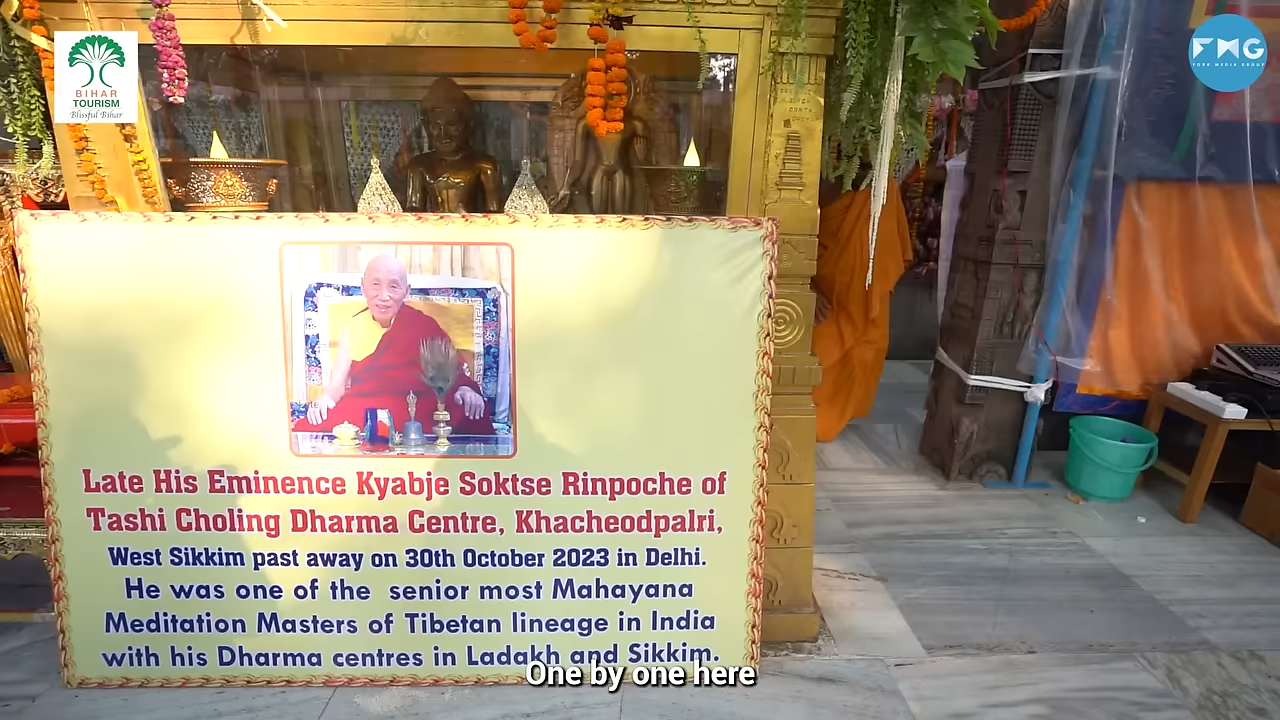 BIHAR
TOURISM
Blissful Bihar
FMG
FORK MEDIA GROUP
Late His Eminence Kyabje Soktse Rinpoche of
Tashi Choling Dharma Centre, Khacheodpalri,
West Sikkim past away on 30th October 2023 in Delhi.
He was one of the senior most Mahayana
Meditation Masters of Tibetan lineage in India
with his Dharma centres in Ladakh and Sikkim.
One by one here